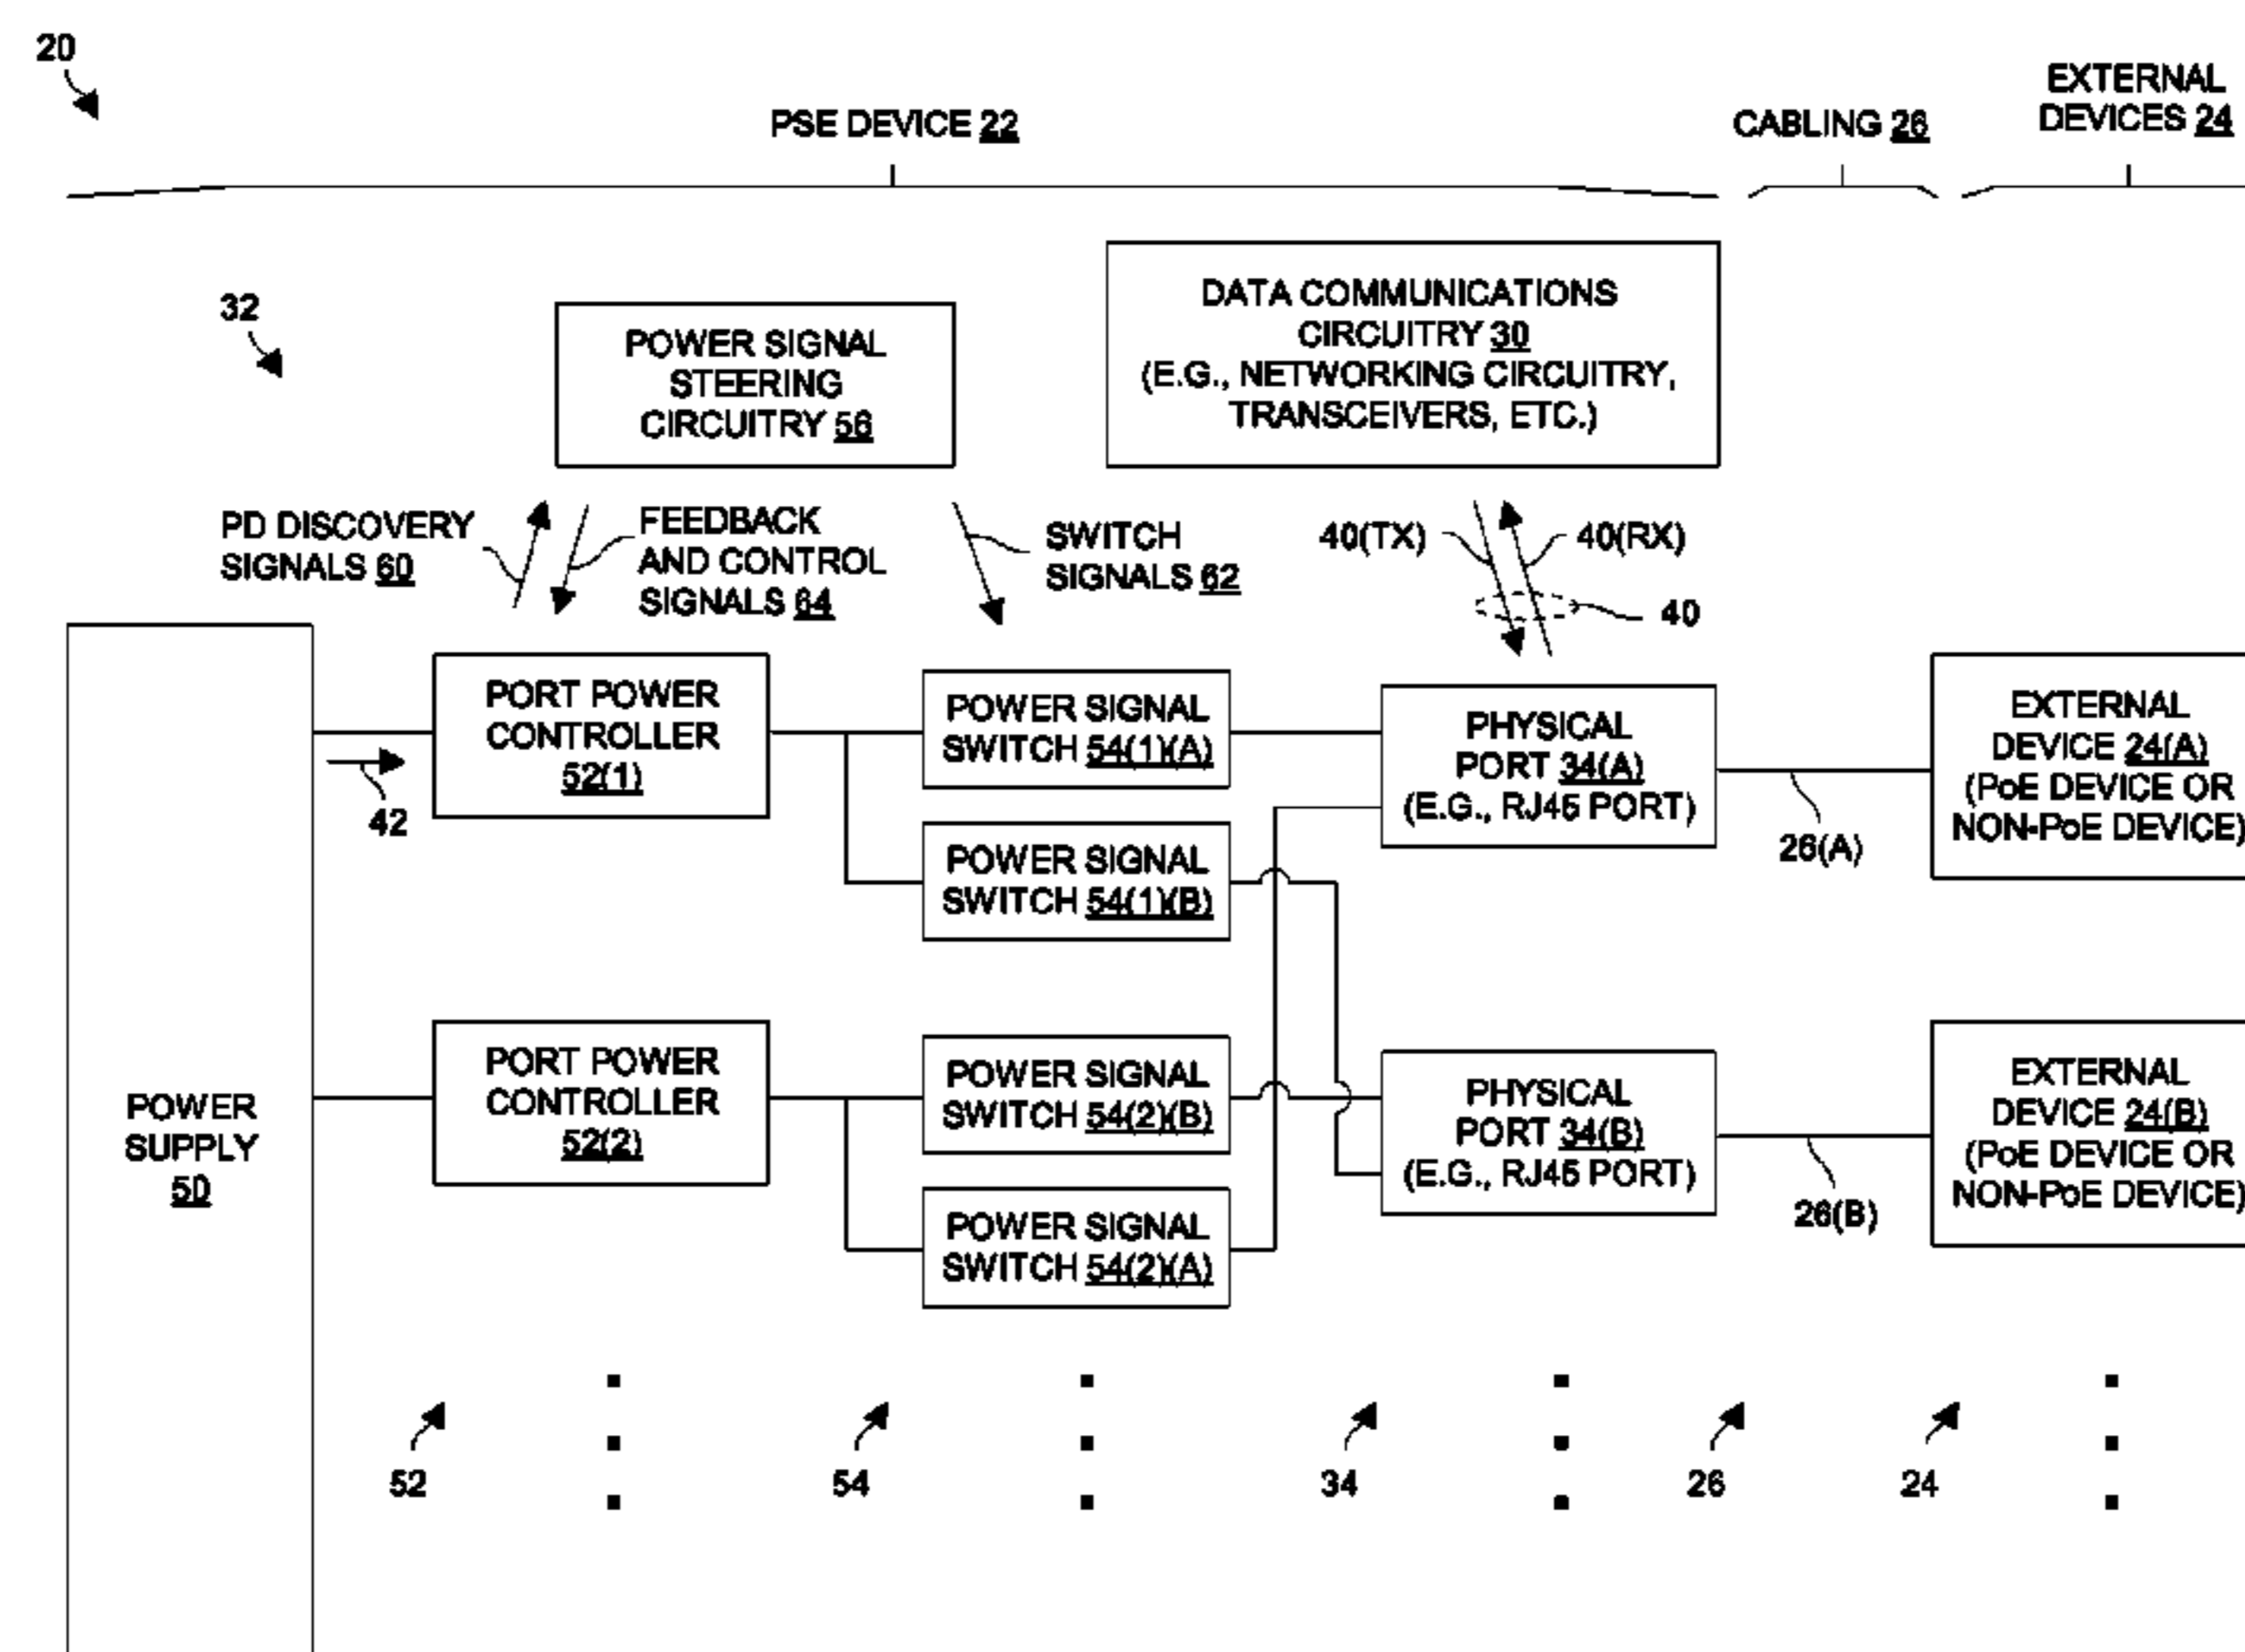 20
PSE DEVICE 22
CABLING 26
EXTERNAL
DEVICES 24
32
POWER SIGNAL
STEERING
CIRCUITRY 56
DATA COMMUNICATIONS
CIRCUITRY 30
(E.G., NETWORKING CIRCUITRY,
TRANSCEIVERS, ETC.)
PD DISCOVERY
SIGNALS 60
FEEDBACK
AND CONTROL
SIGNALS 64
SWITCH
SIGNALS 62
40(TX)
40(RX)
40
POWER
SUPPLY
50
42
PORT POWER
CONTROLLER
52(1)
POWER SIGNAL
SWITCH 54(1)(A)
POWER SIGNAL
SWITCH 54(1)(B)
PHYSICAL
PORT 34(A)
(E.G., RJ45 PORT)
26(A)
EXTERNAL
DEVICE 24(A)
(PoE DEVICE OR
NON-PoE DEVICE)
PORT POWER
CONTROLLER
52(2)
POWER SIGNAL
SWITCH 54(2)(B)
POWER SIGNAL
SWITCH 54(2)(A)
PHYSICAL
PORT 34(B)
(E.G., RJ45 PORT)
26(B)
EXTERNAL
DEVICE 24(B)
(PoE DEVICE OR
NON-PoE DEVICE)
52
54
34
26
24